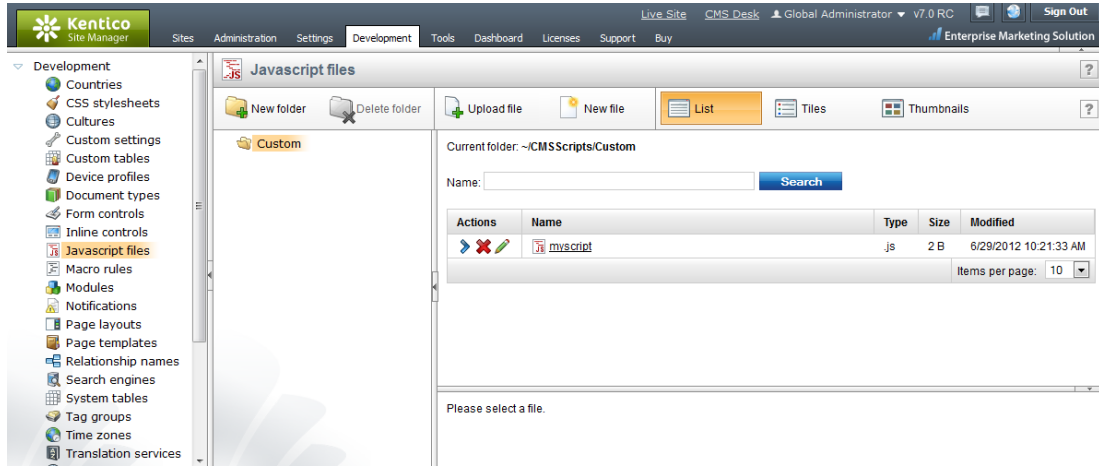 Live Site CMS Desk Global Administrator v7.0 RC Sign Out
Kentico
Site Manager
Sites Administration Settings Development Tools Dashboard Licenses Support Buy
Enterprise Marketing Solution
Development
Countries
CSS stylesheets
Cultures
Custom settings
Custom tables
Device profiles
Document types
Form controls
Inline controls
Javascript files
Macro rules
Modules
Notifications
Page layouts
Page templates
Relationship names
Search engines
System tables
Tag groups
Time zones
Translation services
JS Javascript files ?
New folder Delete folder Upload file New file List Tiles Thumbnails ?
Custom
Current folder: ~/CMSScripts/Custom
Name: Search
Actions Name Type Size Modified
myscript .js 2 B 6/29/2012 10:21:33 AM
Items per page: 10
Please select a file.